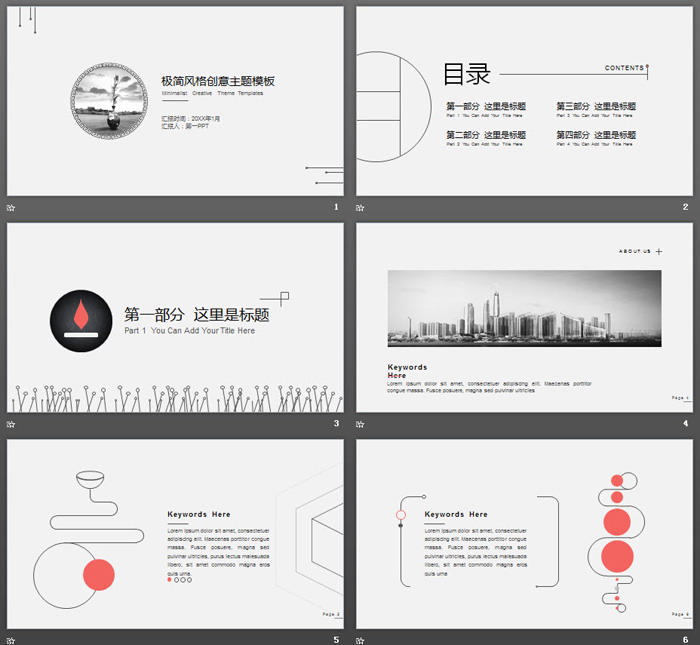 极简风格创意主题模板
Minimalist Creative Theme Templates
汇报时间：20XX年1月
汇报人：第一PPT
1
目录
CONTENTS
第一部分 这里是标题
Part 1 You Can Add Your Title Here
第三部分 这里是标题
Part 3 You Can Add Your Title Here
第二部分 这里是标题
Part 2 You Can Add Your Title Here
第四部分 这里是标题
Part 4 You Can Add Your Title Here
2
第一部分 这里是标题
Part 1 You Can Add Your Title Here
3
ABOUT US
Keywords
Here
Lorem ipsum dolor sit amet, consectetuer adipiscing elit. Maecenas porttitor
congue massa. Fusce posuere, magna sed pulvinar ultricies
Page 4
4
Keywords Here
Lorem ipsum dolor sit amet, consectetuer
adipiscing elit. Maecenas porttitor congue
massa. Fusce posuere, magna sed
pulvinar ultricies, purus lectus malesuada
libero, sit amet commodo magna eros
quis urna.
Page 5
5
Keywords Here
Lorem ipsum dolor sit amet, consectetuer
adipiscing elit. Maecenas porttitor congue
massa. Fusce posuere, magna sed
pulvinar ultricies, purus lectus malesuada
libero, sit amet commodo magna eros
quis urna
Page 6
6